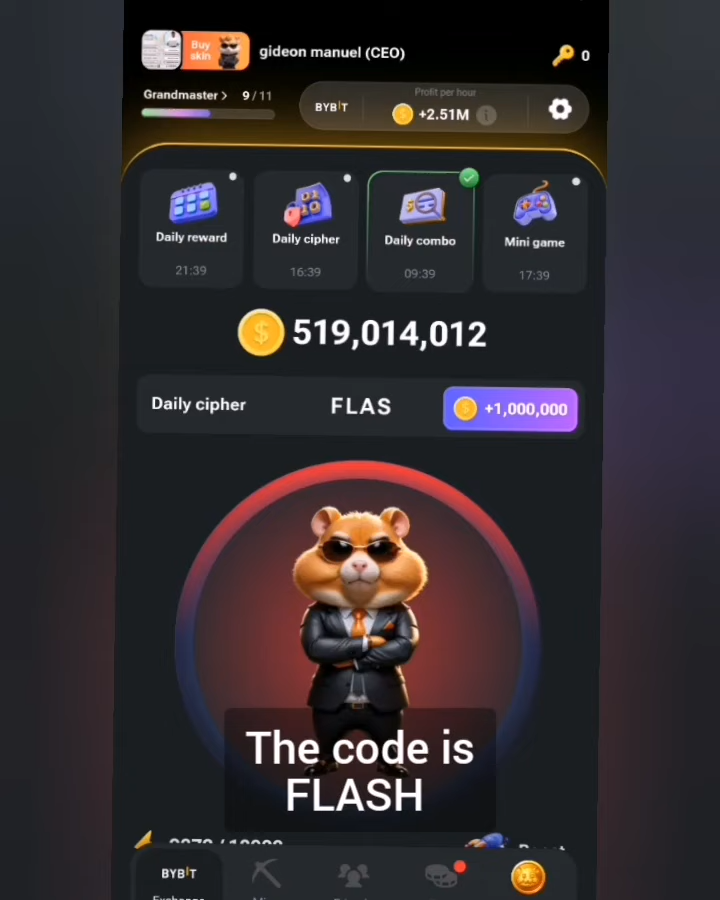 Buy
skin
gideon manuel (CEO)
0
Grandmaster >
9 / 11
BYBIT
Profit per hour
$ +2.51M i
Daily reward
21:39
Daily cipher
16:39
Daily combo
09:39
Mini game
17:39
$ 519,014,012
Daily cipher
FLAS
$ +1,000,000
The code is
FLASH
BYBIT
Exchange